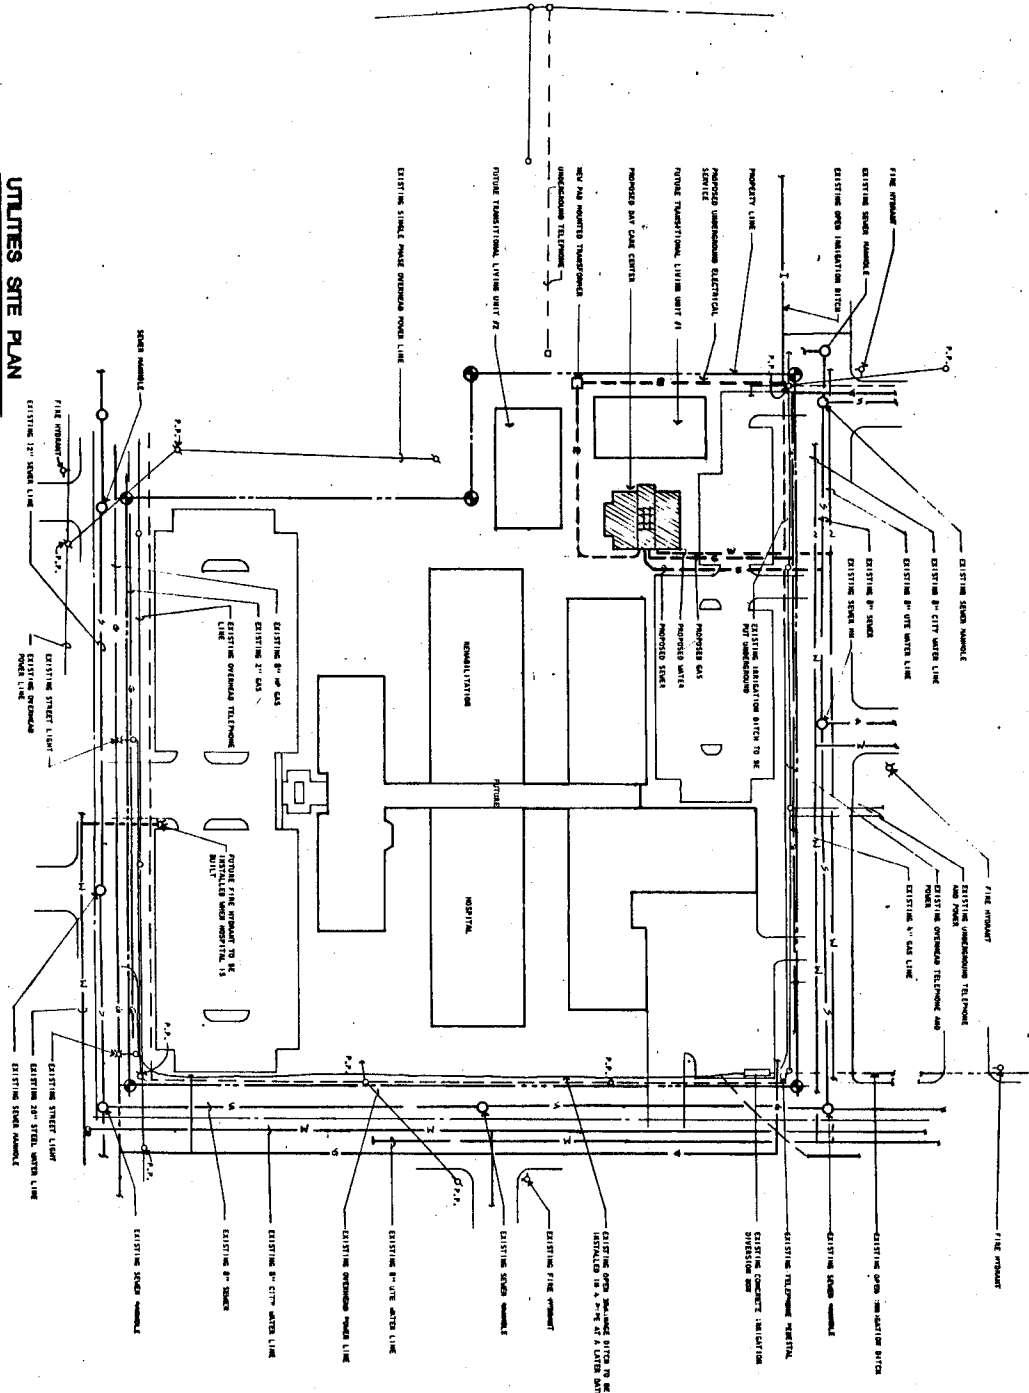 UTILITIES SITE PLAN
FIRE HYDRANT
EXISTING SEWER MANHOLE
EXISTING OPEN IRRIGATION DITCH
PROPERTY LINE
PROPOSED UNDERGROUND ELECTRICAL
SERVICE
FUTURE TRANSITIONAL LIVING UNIT #1
PROPOSED DAY CARE CENTER
NEW PAD MOUNTED TRANSFORMER
UNDERGROUND TELEPHONE
FUTURE TRANSITIONAL LIVING UNIT #2
EXISTING SINGLE PHASE OVERHEAD POWER LINE
P.P.
P.P.
EXISTING SEWER MANHOLE
EXISTING 8" CITY WATER LINE
EXISTING 8" UTE WATER LINE
EXISTING 8" SEWER
EXISTING SEWER MH
EXISTING IRRIGATION DITCH TO BE
PUT UNDERGROUND
PROPOSED GAS
PROPOSED WATER
PROPOSED SEWER
REHABILITATION
FUTURE
HOSPITAL
EXISTING 8" HP GAS
EXISTING 2" GAS
EXISTING OVERHEAD TELEPHONE
LINE
SEWER MANHOLE
P.P.
FIRE HYDRANT
P.P.
EXISTING 12" SEWER LINE
EXISTING STREET LIGHT
EXISTING OVERHEAD
POWER LINE
FUTURE FIRE HYDRANT TO BE
INSTALLED WHEN HOSPITAL IS
BUILT
FIRE HYDRANT
EXISTING UNDERGROUND TELEPHONE
AND POWER
EXISTING OVERHEAD TELEPHONE AND
POWER
EXISTING 4" GAS LINE
P.P.
P.P.
P.P.
P.P.
P.P.
EXISTING STREET LIGHT
EXISTING 20" STEEL WATER LINE
EXISTING SEWER MANHOLE
FIRE HYDRANT
EXISTING OPEN IRRIGATION DITCH
EXISTING SEWER MANHOLE
EXISTING TELEPHONE PEDESTAL
EXISTING CONCRETE IRRIGATION
DIVERSION BOX
EXISTING OPEN DRAINAGE DITCH TO BE
INSTALLED IN A PIPE AT A LATER DATE
EXISTING FIRE HYDRANT
EXISTING SEWER MANHOLE
EXISTING 8" UTE WATER LINE
EXISTING OVERHEAD POWER LINE
EXISTING 8" CITY WATER LINE
EXISTING 8" SEWER
EXISTING SEWER MANHOLE